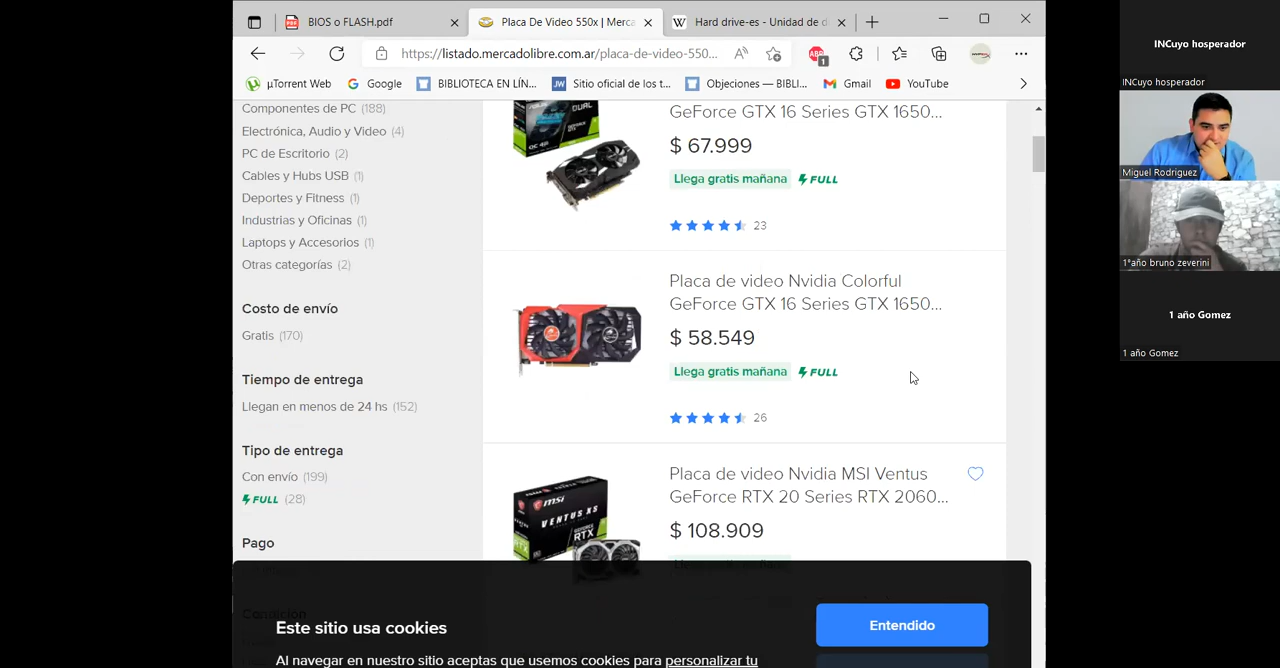 BIOS o FLASH.pdf
Placa De Video 550x | Merca
Hard drive-es - Unidad de d
https://listado.mercadolibre.com.ar/placa-de-video-550...
µTorrent Web
Google
BIBLIOTECA EN LÍN...
Sitio oficial de los t...
Objeciones — BIBLI...
Gmail
YouTube
Componentes de PC (188)
Electrónica, Audio y Video (4)
PC de Escritorio (2)
Cables y Hubs USB (1)
Deportes y Fitness (1)
Industrias y Oficinas (1)
Laptops y Accesorios (1)
Otras categorías (2)
Costo de envío
Gratis (170)
Tiempo de entrega
Llegan en menos de 24 hs (152)
Tipo de entrega
Con envío (199)
FULL (28)
Pago
Condición
GeForce GTX 16 Series GTX 1650...
$ 67.999
Llega gratis mañana FULL
23
Placa de video Nvidia Colorful
GeForce GTX 16 Series GTX 1650...
$ 58.549
Llega gratis mañana FULL
26
Placa de video Nvidia MSI Ventus
GeForce RTX 20 Series RTX 2060...
$ 108.909
msi
VENTUS XS
GEFORCE
RTX
DUAL
Este sitio usa cookies
Al navegar en nuestro sitio aceptas que usemos cookies para personalizar tu
Entendido
INCuyo hosperador
INCuyo hosperador
Miguel Rodriguez
1°año bruno zeverini
1 año Gomez
1 año Gomez